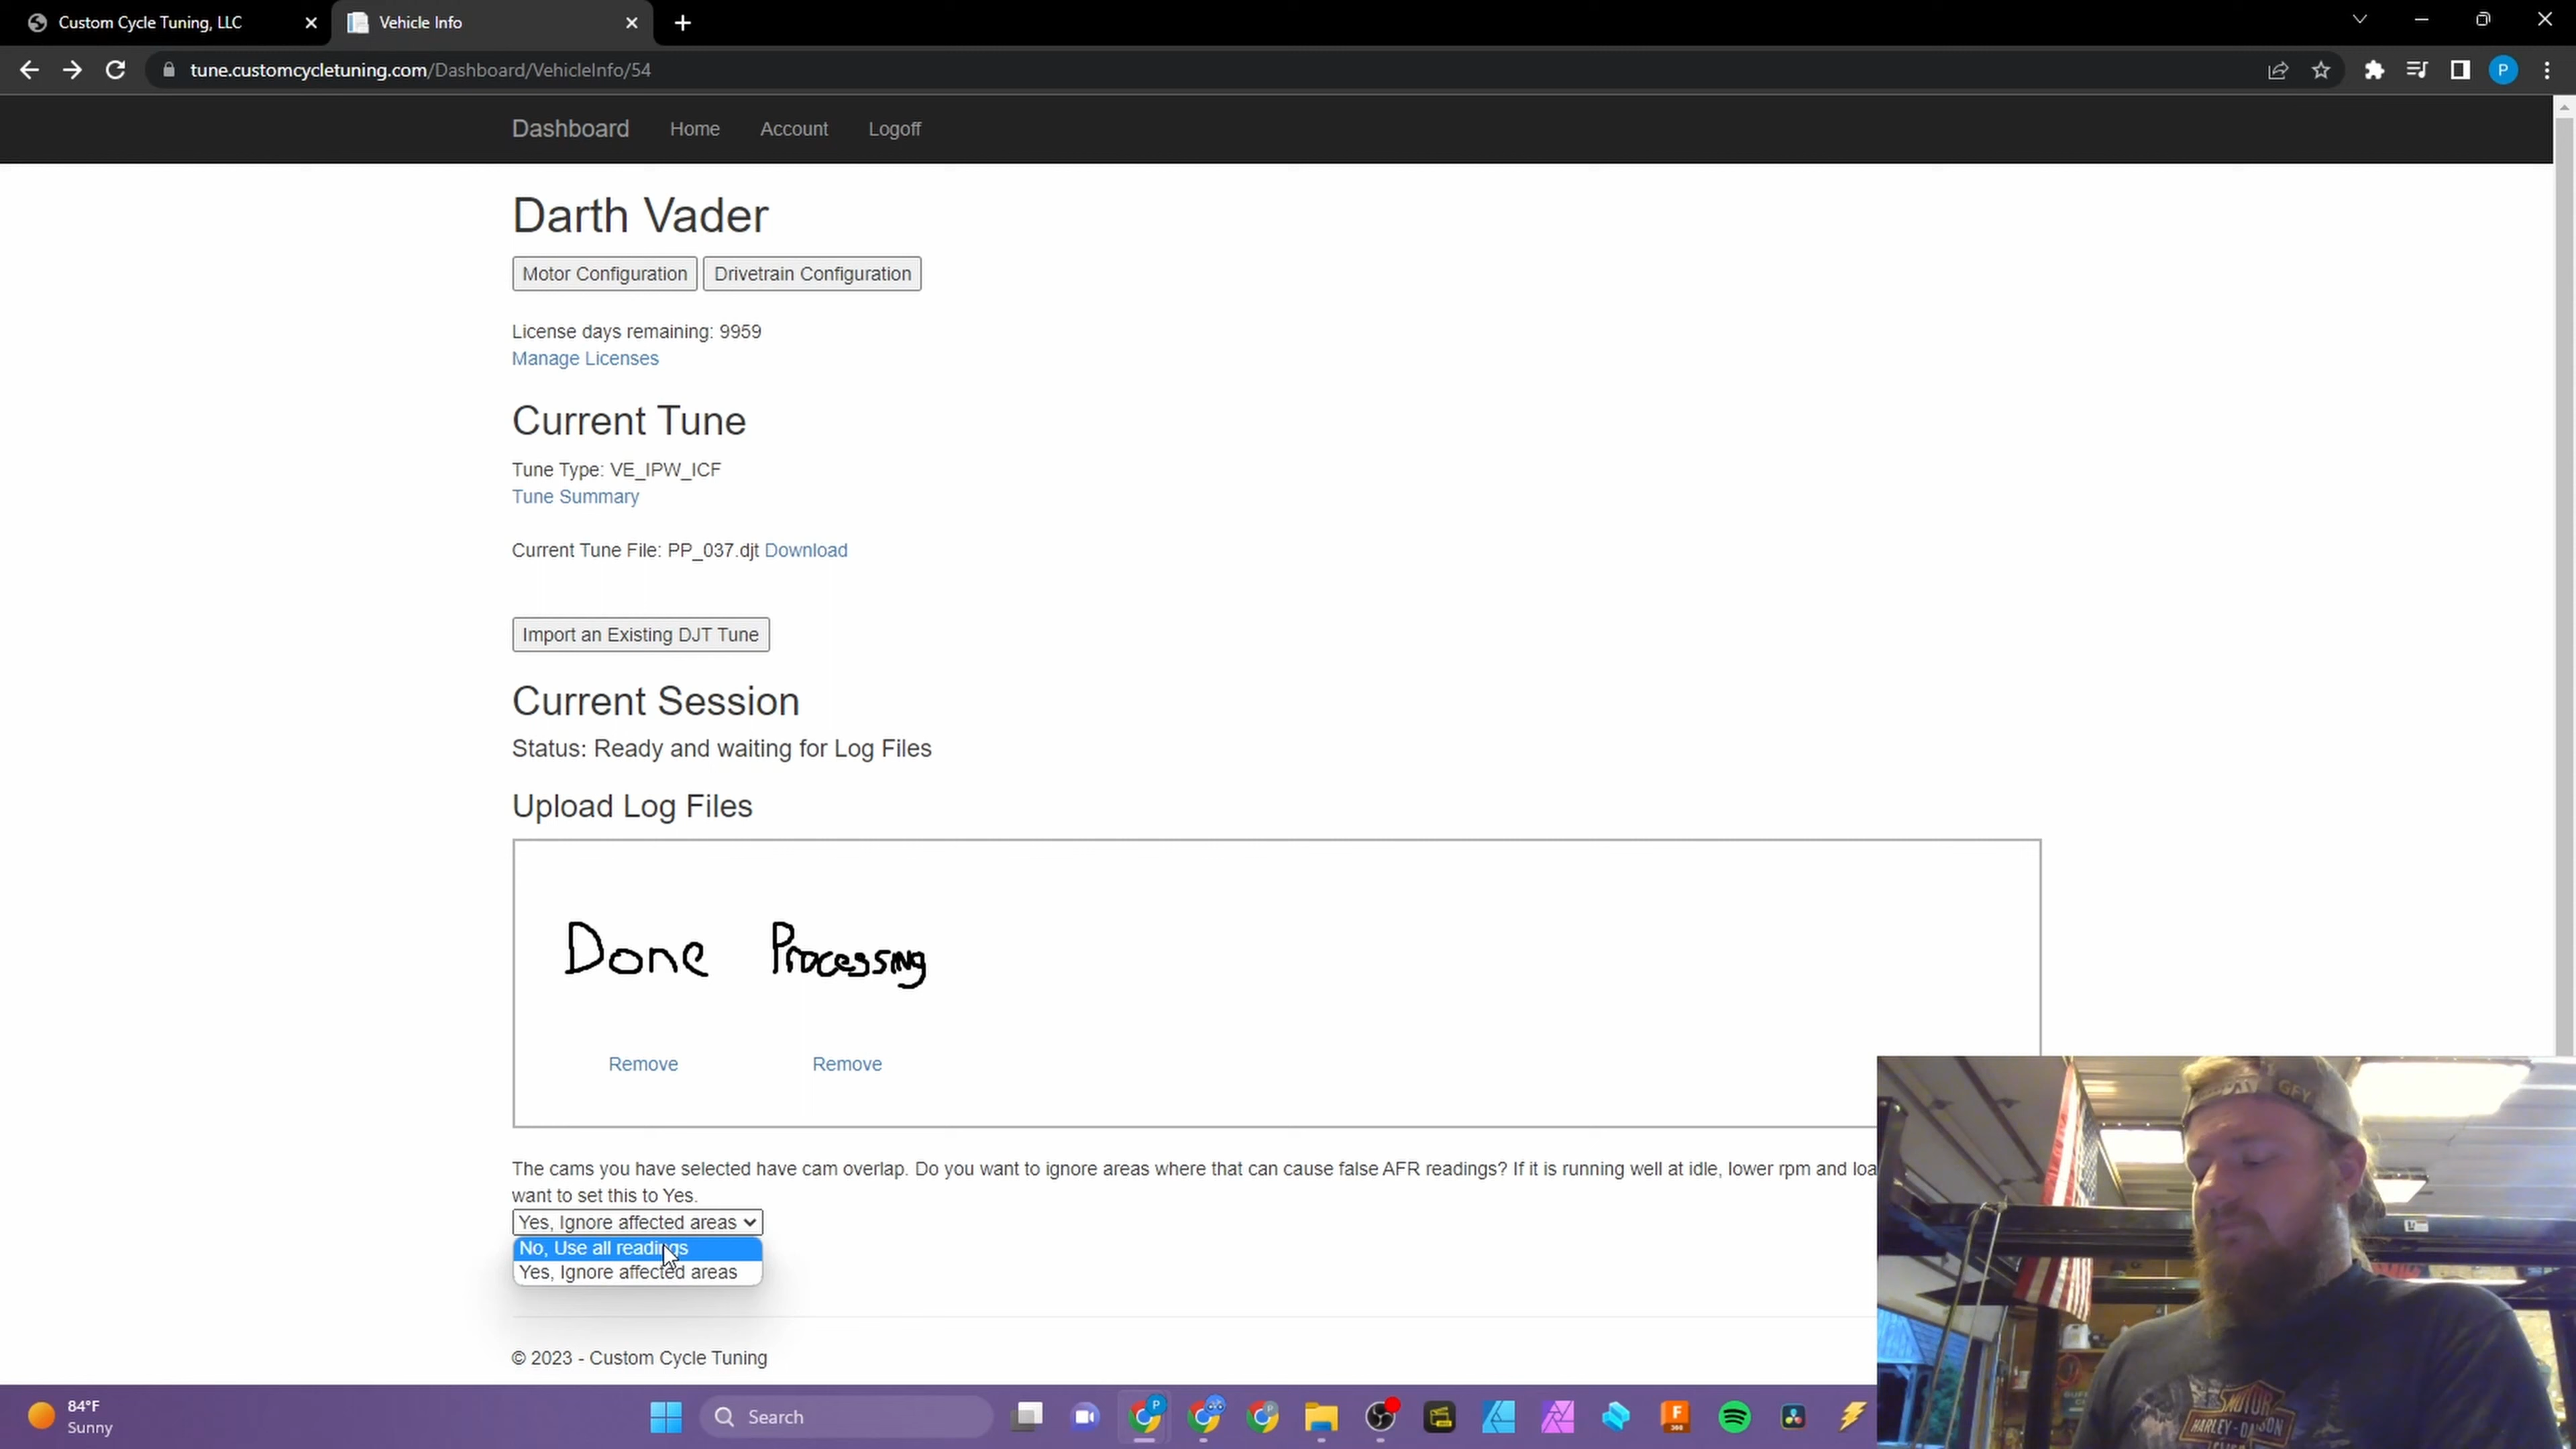 Custom Cycle Tuning, LLC
Vehicle Info
tune.customcycletuning.com/Dashboard/VehicleInfo/54
P
Dashboard Home Account Logoff
Darth Vader
Motor Configuration Drivetrain Configuration
License days remaining: 9959
Manage Licenses
Current Tune
Tune Type: VE_IPW_ICF
Tune Summary
Current Tune File: PP_037.djt Download
Import an Existing DJT Tune
Current Session
Status: Ready and waiting for Log Files
Upload Log Files
Done Processing
Remove Remove
The cams you have selected have cam overlap. Do you want to ignore areas where that can cause false AFR readings? If it is running well at idle, lower rpm and loa
want to set this to Yes.
Yes, Ignore affected areas
No, Use all readings
Yes, Ignore affected areas
© 2023 - Custom Cycle Tuning
GFY
MOTOR
HARLEY-DAVIDSON
84°F
Sunny
Search
P
F
360